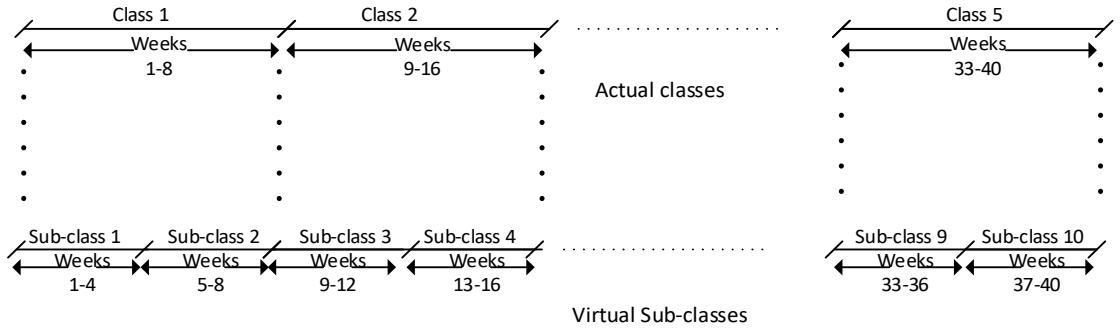 Class 1 Class 2 Class 5
Weeks Weeks Weeks
1-8 9-16 33-40
Actual classes
Sub-class 1 Sub-class 2 Sub-class 3 Sub-class 4 Sub-class 9 Sub-class 10
Weeks Weeks Weeks Weeks Weeks Weeks
1-4 5-8 9-12 13-16 33-36 37-40
Virtual Sub-classes